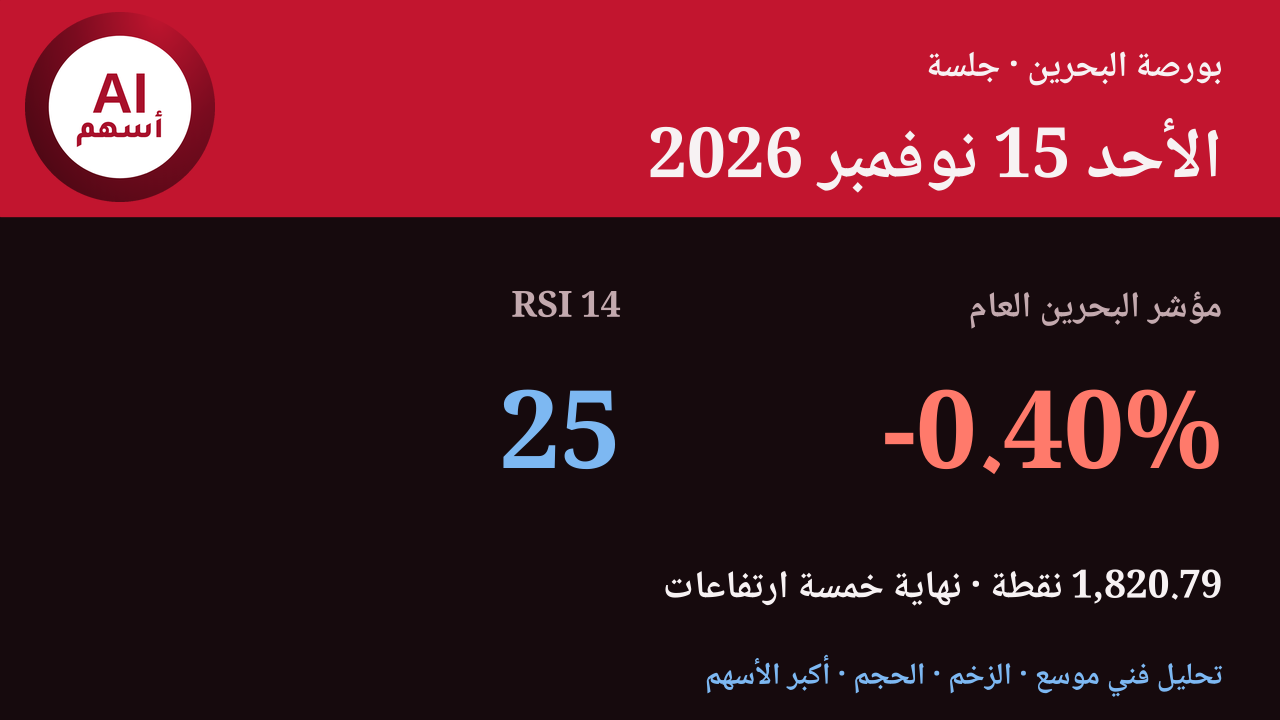 AI
أسهم
بورصة البحرين · جلسة
الأحد 15 نوفمبر 2026
مؤشر البحرين العام
-0.40%
RSI 14
25
1,820.79 نقطة · نهاية خمسة ارتفاعات
تحليل فني موسع · الزخم · الحجم · أكبر الأسهم